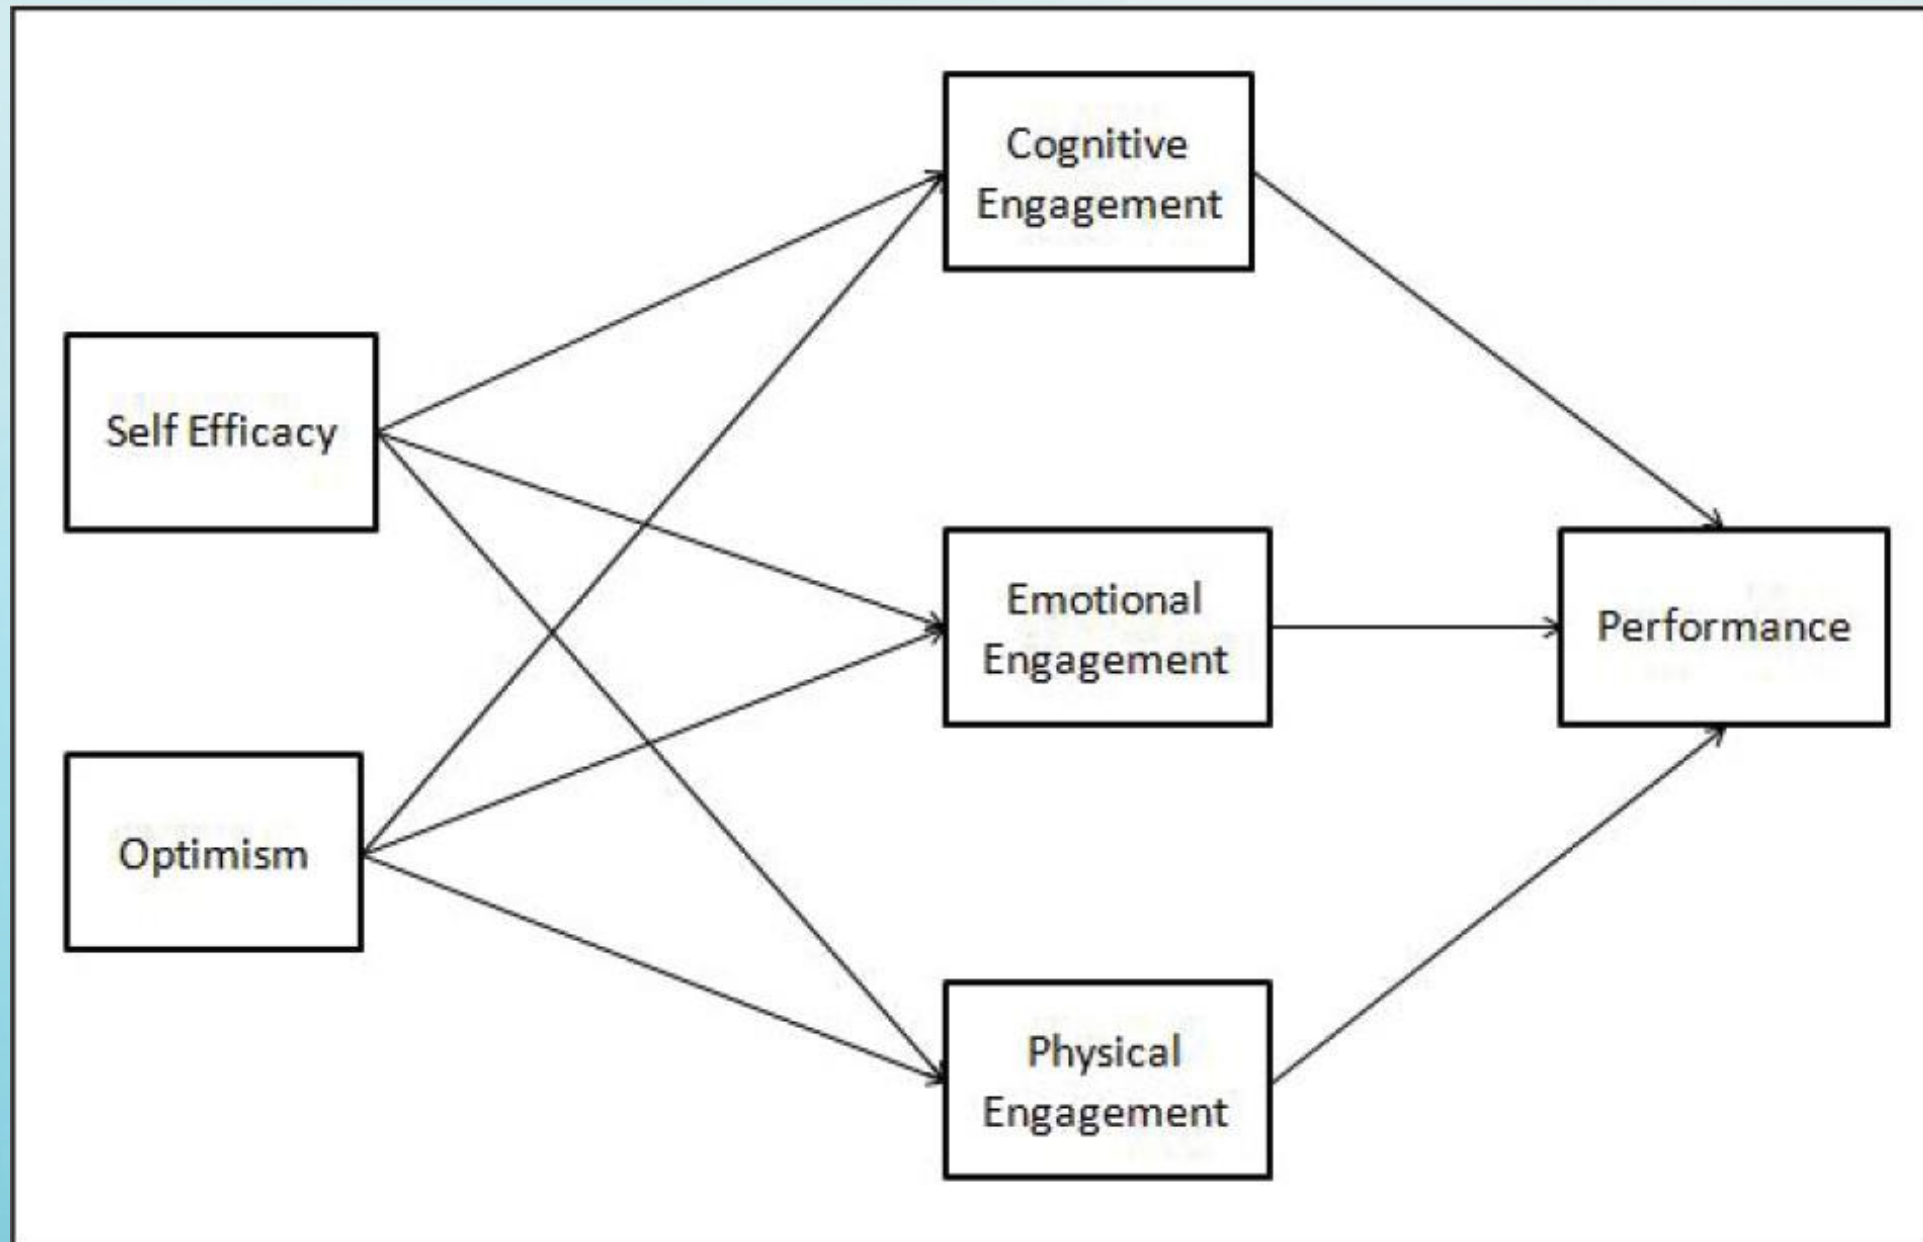 Cognitive
Engagement
Self Efficacy
Emotional
Engagement
Performance
Optimism
Physical
Engagement